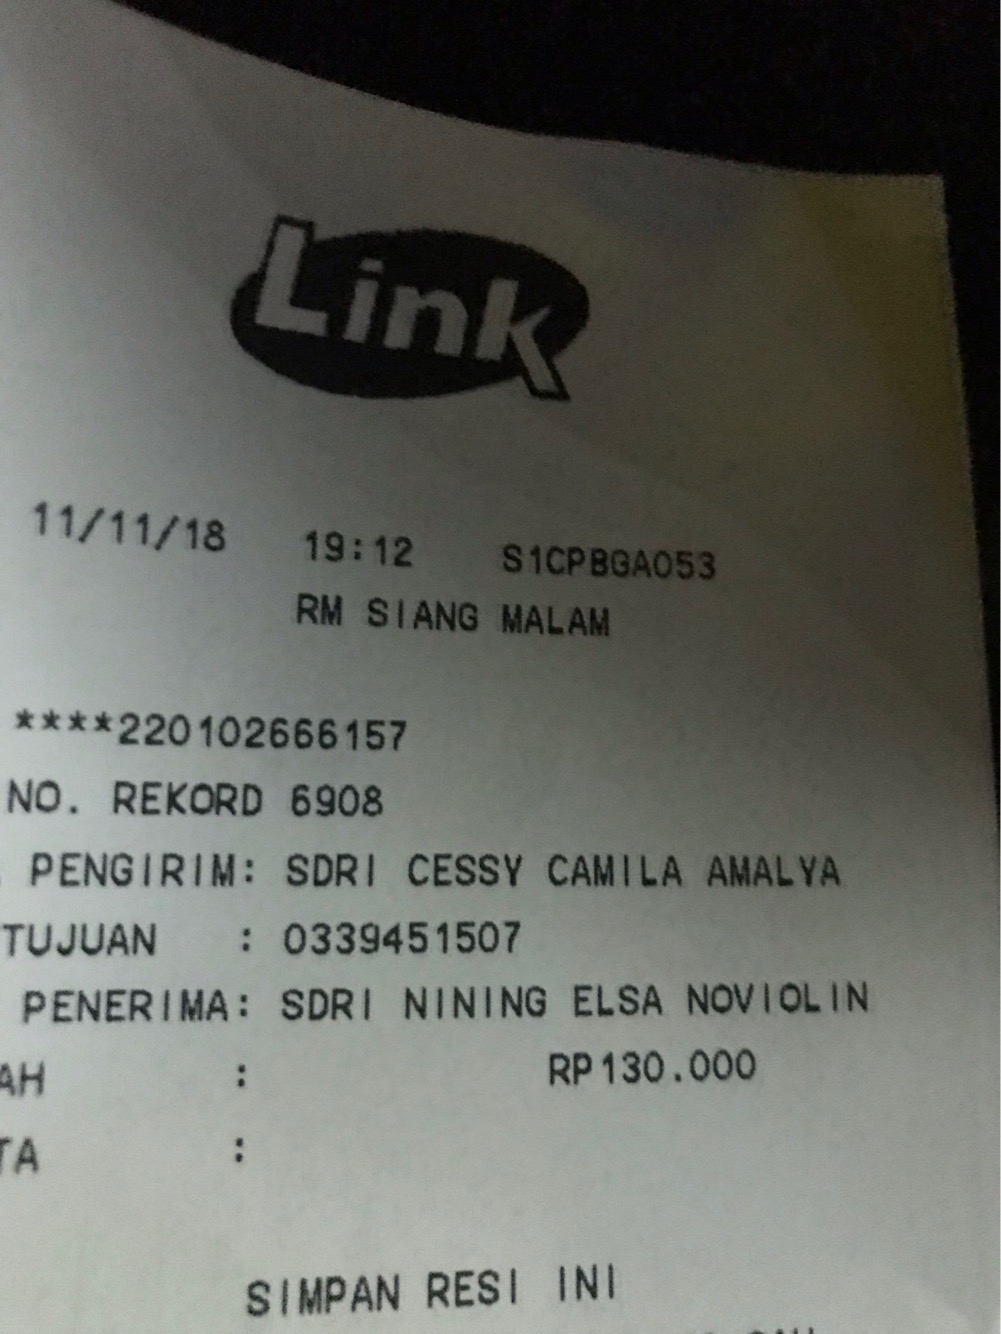 Link
11/11/18 19:12 S1CPBGA053
RM SIANG MALAM
****220102666157
NO. REKORD 6908
PENGIRIM: SDRI CESSY CAMILA AMALYA
TUJUAN : 0339451507
PENERIMA: SDRI NINING ELSA NOVIOLIN
AH : RP130.000
TA :
SIMPAN RESI INI